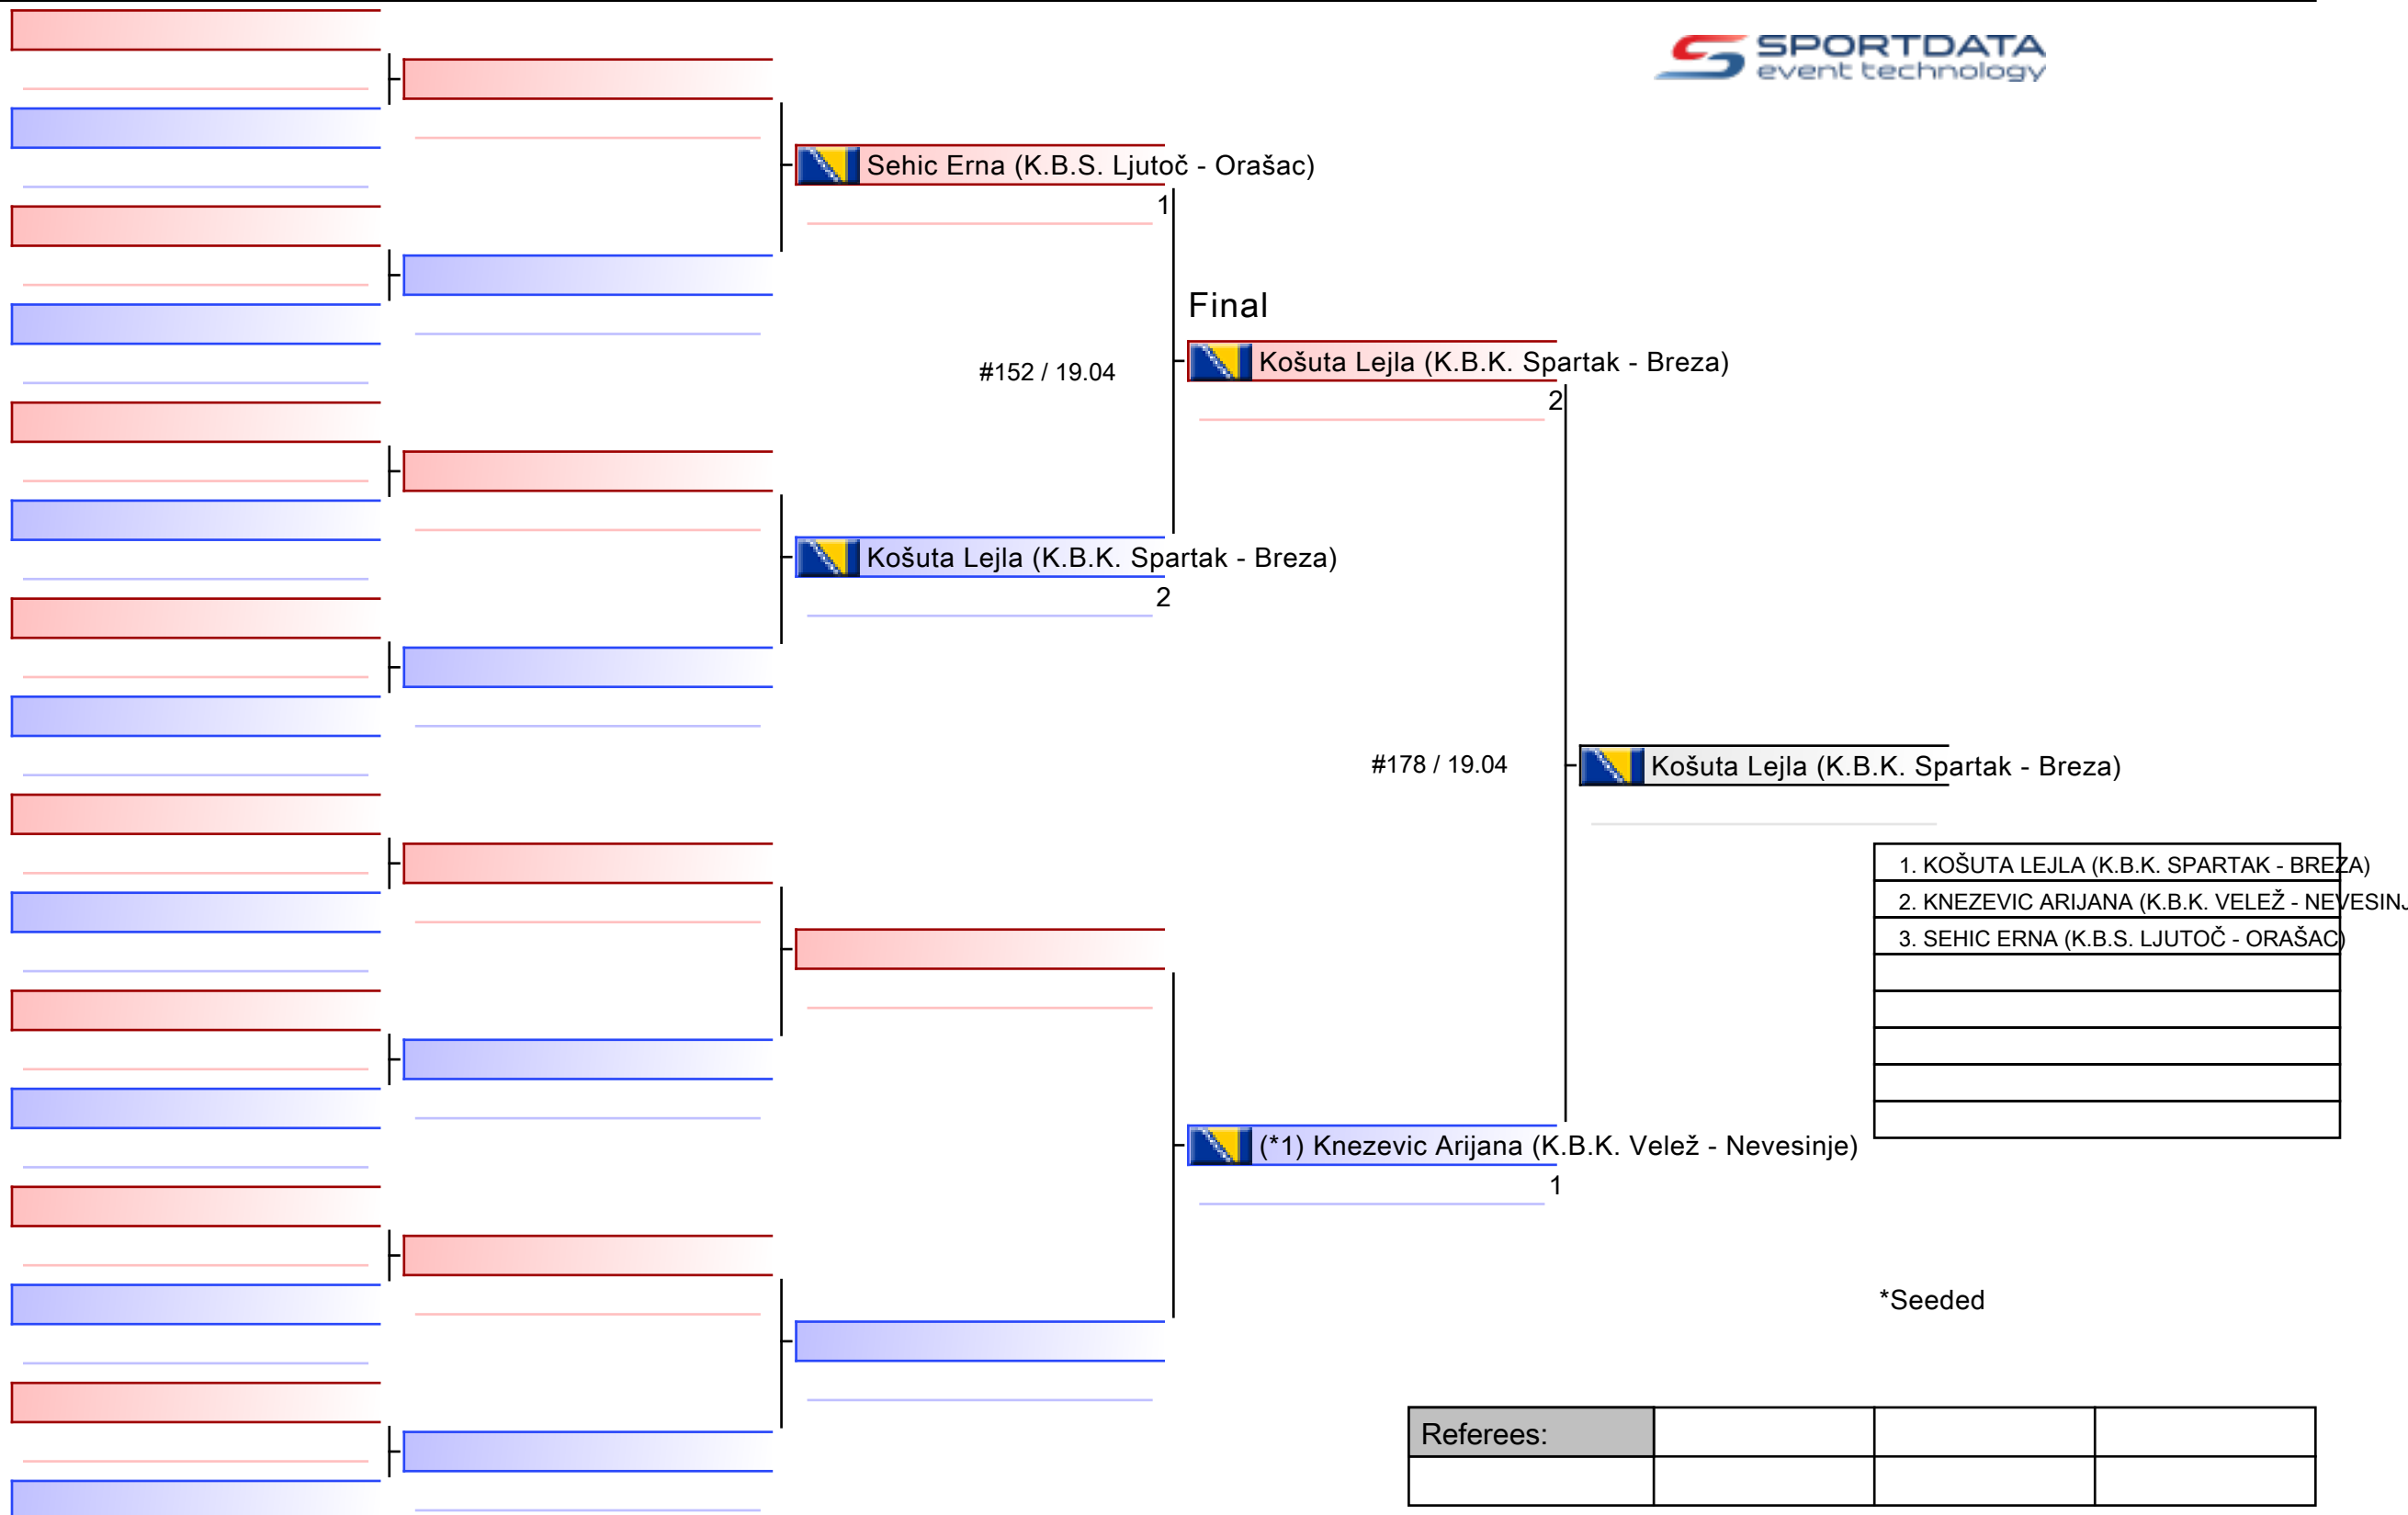 SPORTDATA
event technology
Sehic Erna (K.B.S. Ljutoč - Orašac)
1
Final
#152 / 19.04
Košuta Lejla (K.B.K. Spartak - Breza)
2
Košuta Lejla (K.B.K. Spartak - Breza)
2
#178 / 19.04
Košuta Lejla (K.B.K. Spartak - Breza)
1. KOŠUTA LEJLA (K.B.K. SPARTAK - BREZA)
2. KNEZEVIC ARIJANA (K.B.K. VELEŽ - NEVESINJ
3. SEHIC ERNA (K.B.S. LJUTOČ - ORAŠAC)
(*1) Knezevic Arijana (K.B.K. Velež - Nevesinje)
1
*Seeded
Referees: